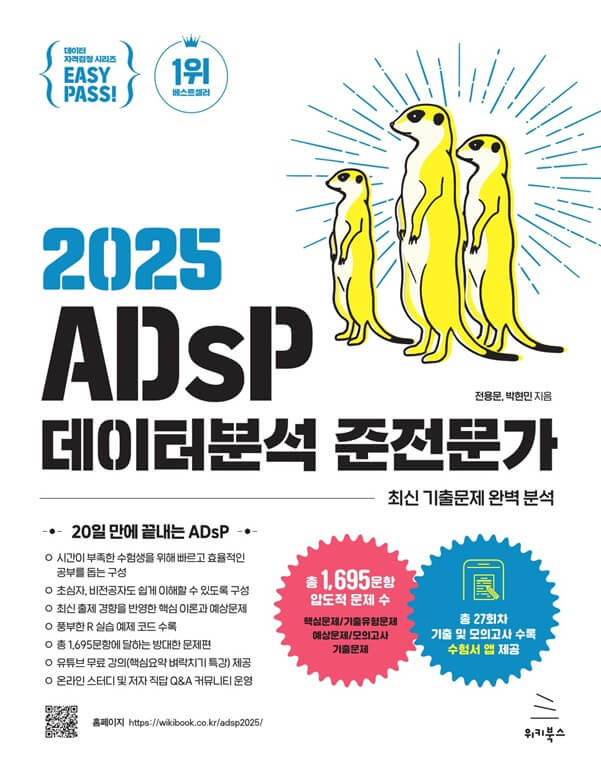 데이터
자격검정 시리즈
EASY
PASS!
1위
베스트셀러
2025
ADsP
전용문, 박현민 지음
데이터분석 준전문가
최신 기출문제 완벽 분석
20일 만에 끝내는 ADsP
시간이 부족한 수험생을 위해 빠르고 효율적인
공부를 돕는 구성
초심자, 비전공자도 쉽게 이해할 수 있도록 구성
최신 출제 경향을 반영한 핵심 이론과 예상문제
풍부한 R 실습 예제 코드 수록
총 1,695문항에 달하는 방대한 문제편
유튜브 무료 강의(핵심요약 벼락치기 특강) 제공
온라인 스터디 및 저자 직답 Q&A 커뮤니티 운영
총 1,695문항
압도적 문제 수
핵심문제/기출유형문제
예상문제/모의고사
기출문제
총 27회차
기출 및 모의고사 수록
수험서 앱 제공
홈페이지 https://wikibook.co.kr/adsp2025/
위키북스